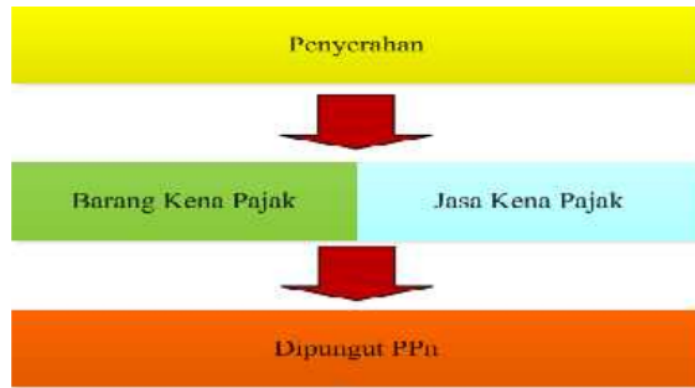 Penyerahan
Barang Kena Pajak
Jasa Kena Pajak
Dipungut PPn